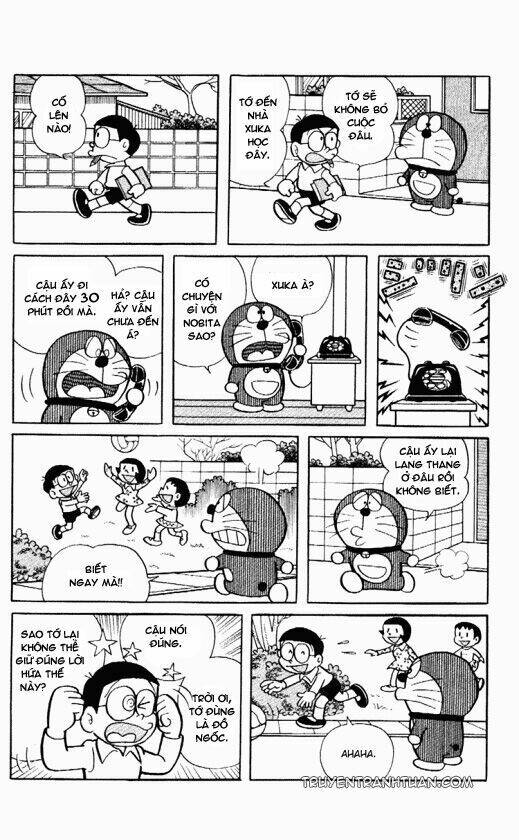 TỚ SẼ
KHÔNG BỎ
CUỘC
ĐÂU.
TỚ ĐẾN
NHÀ
XUKA
HỌC
ĐÂY.
CỐ
LÊN
NÀO!
XUKA À?
CÓ
CHUYỆN
GÌ VỚI
NOBITA
SAO?
HẢ? CẬU
ẤY VẪN
CHƯA ĐẾN
Á?
CẬU ẤY ĐI
CÁCH ĐÂY 30
PHÚT RỒI MÀ.
CẬU ẤY LẠI
LANG THANG
Ở ĐÂU RỒI
KHÔNG BIẾT.
BIẾT
NGAY MÀ!!
AHAHA.
CẬU NÓI
ĐÚNG.
TRỜI ƠI,
TỚ ĐÚNG
LÀ ĐỒ
NGỐC.
SAO TỚ LẠI
KHÔNG THỂ
GIỮ ĐÚNG LỜI
HỨA THẾ
NÀY?
TRUYENTRANHTUAN.COM